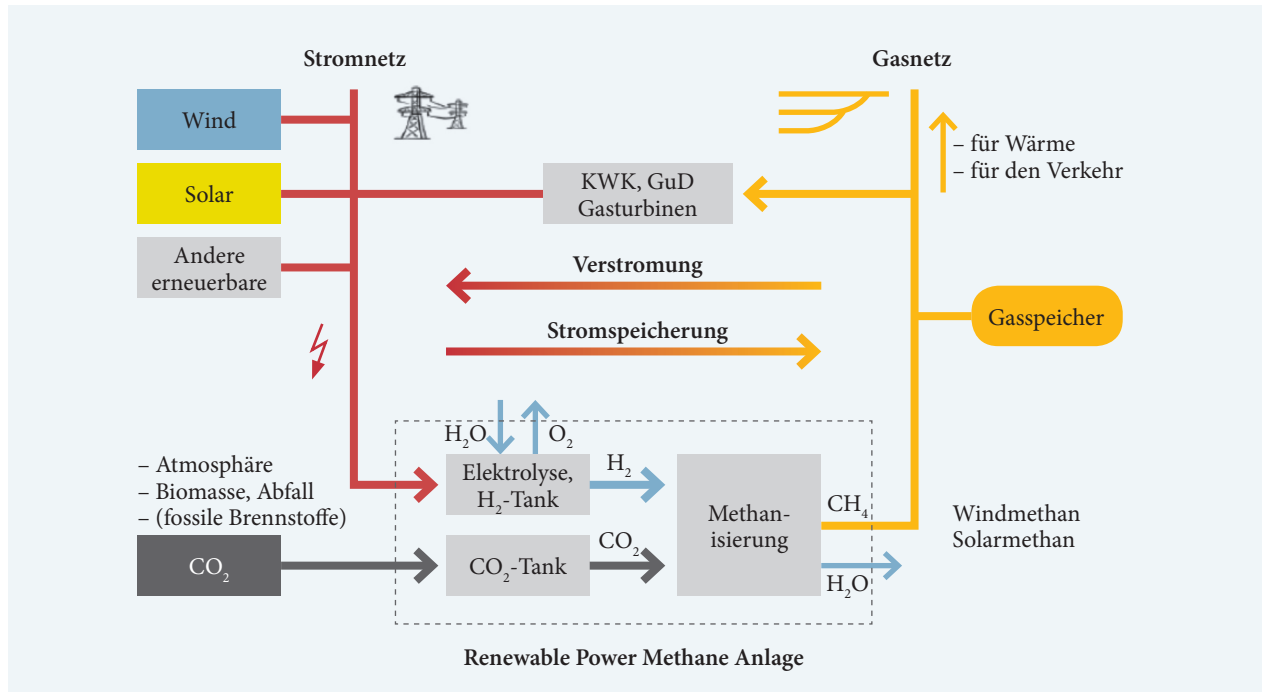 Stromnetz
Gasnetz
Wind
Solar
Andere
erneuerbare
KWK, GuD
Gasturbinen
– für Wärme
– für den Verkehr
Verstromung
Stromspeicherung
Gasspeicher
H₂O
O₂
– Atmosphäre
– Biomasse, Abfall
– (fossile Brennstoffe)
CO₂
Elektrolyse,
H₂-Tank
H₂
CO₂-Tank
CO₂
Methan-
isierung
CH₄
H₂O
Windmethan
Solarmethan
Renewable Power Methane Anlage